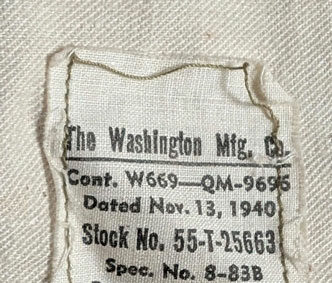 The Washington Mfg. Co.
Cont. W669—QM-9696
Dated Nov. 13, 1940
Stock No. 55-T-25663
Spec. No. 8-83B